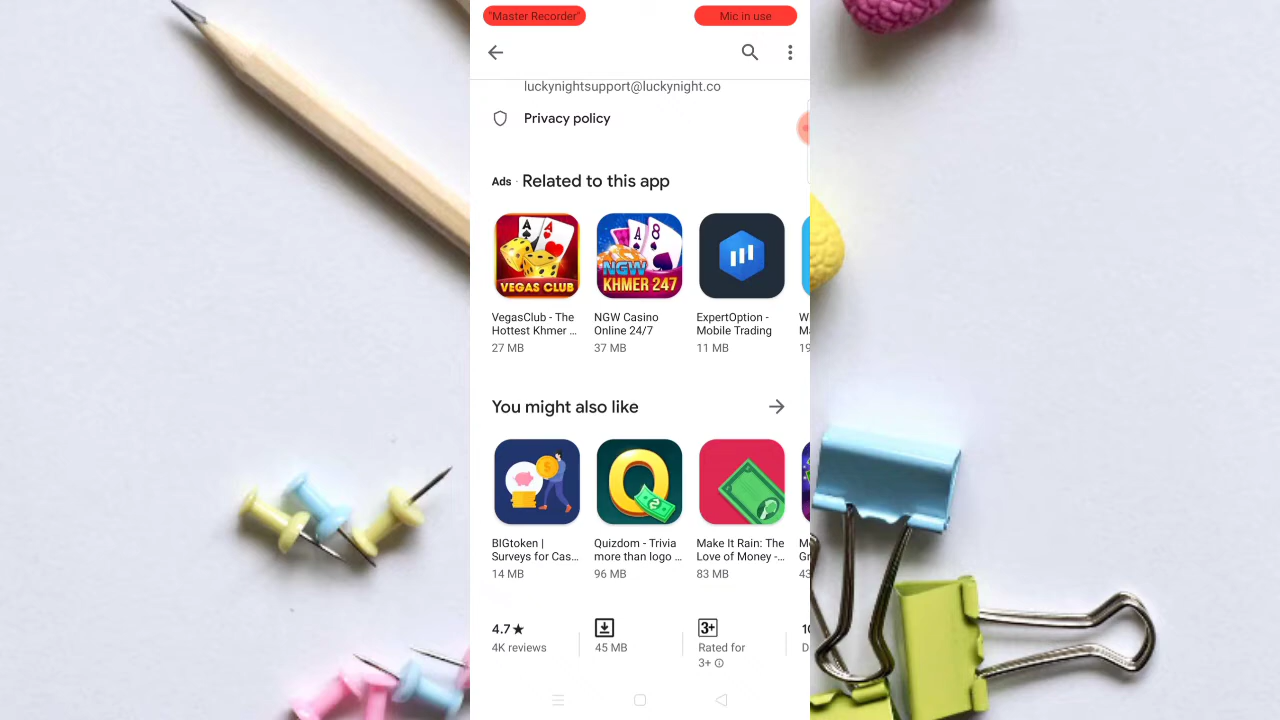 "Master Recorder"
Mic in use
luckynightsupport@luckynight.co
Privacy policy
Ads · Related to this app
VEGAS CLUB
NGW
KHMER 247
VegasClub - The
Hottest Khmer …
27 MB
NGW Casino
Online 24/7
37 MB
ExpertOption -
Mobile Trading
11 MB
You might also like
BIGtoken |
Surveys for Cas…
14 MB
Quizdom - Trivia
more than logo …
96 MB
Make It Rain: The
Love of Money -…
83 MB
4.7★
4K reviews
45 MB
3+
Rated for
3+